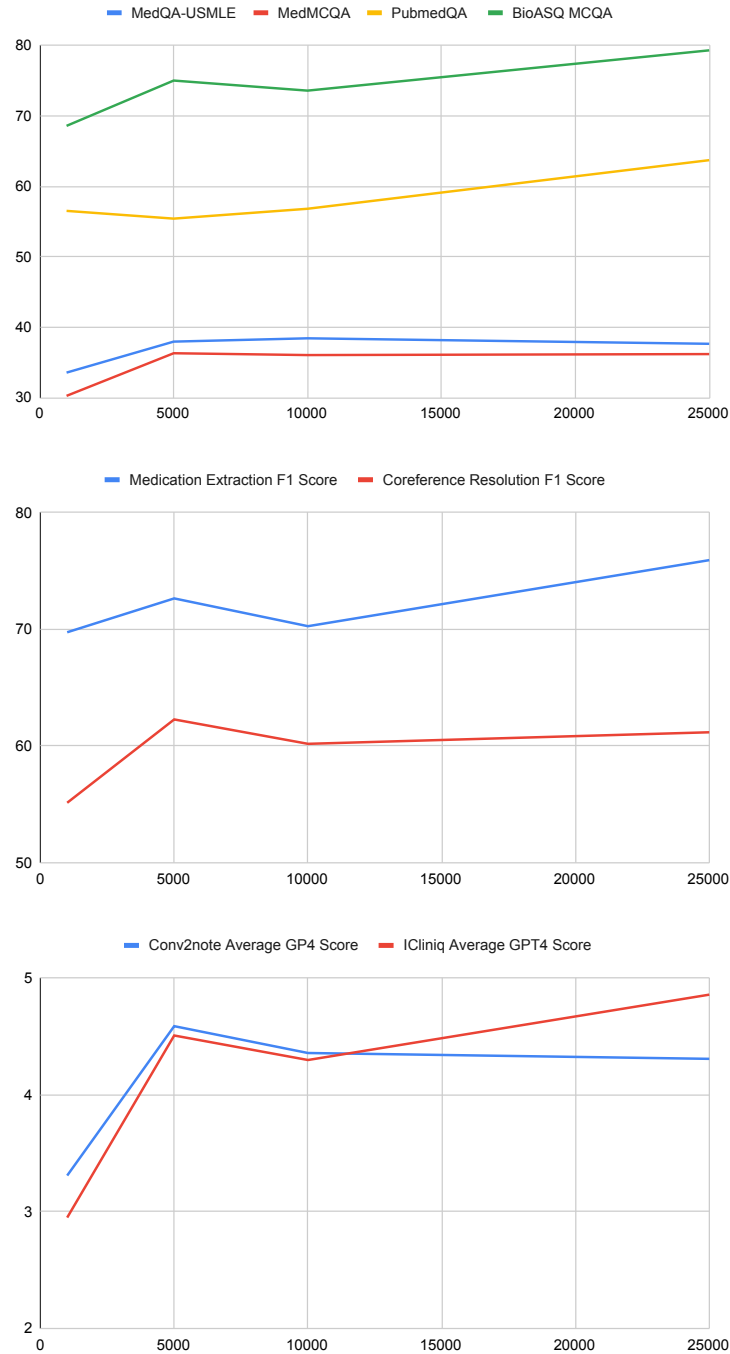 MedQA-USMLE MedMCQA PubmedQA BioASQ MCQA
80
70
60
50
40
30
0 5000 10000 15000 20000 25000
Medication Extraction F1 Score Coreference Resolution F1 Score
80
70
60
50
0 5000 10000 15000 20000 25000
Conv2note Average GP4 Score ICliniq Average GPT4 Score
5
4
3
2
0 5000 10000 15000 20000 25000